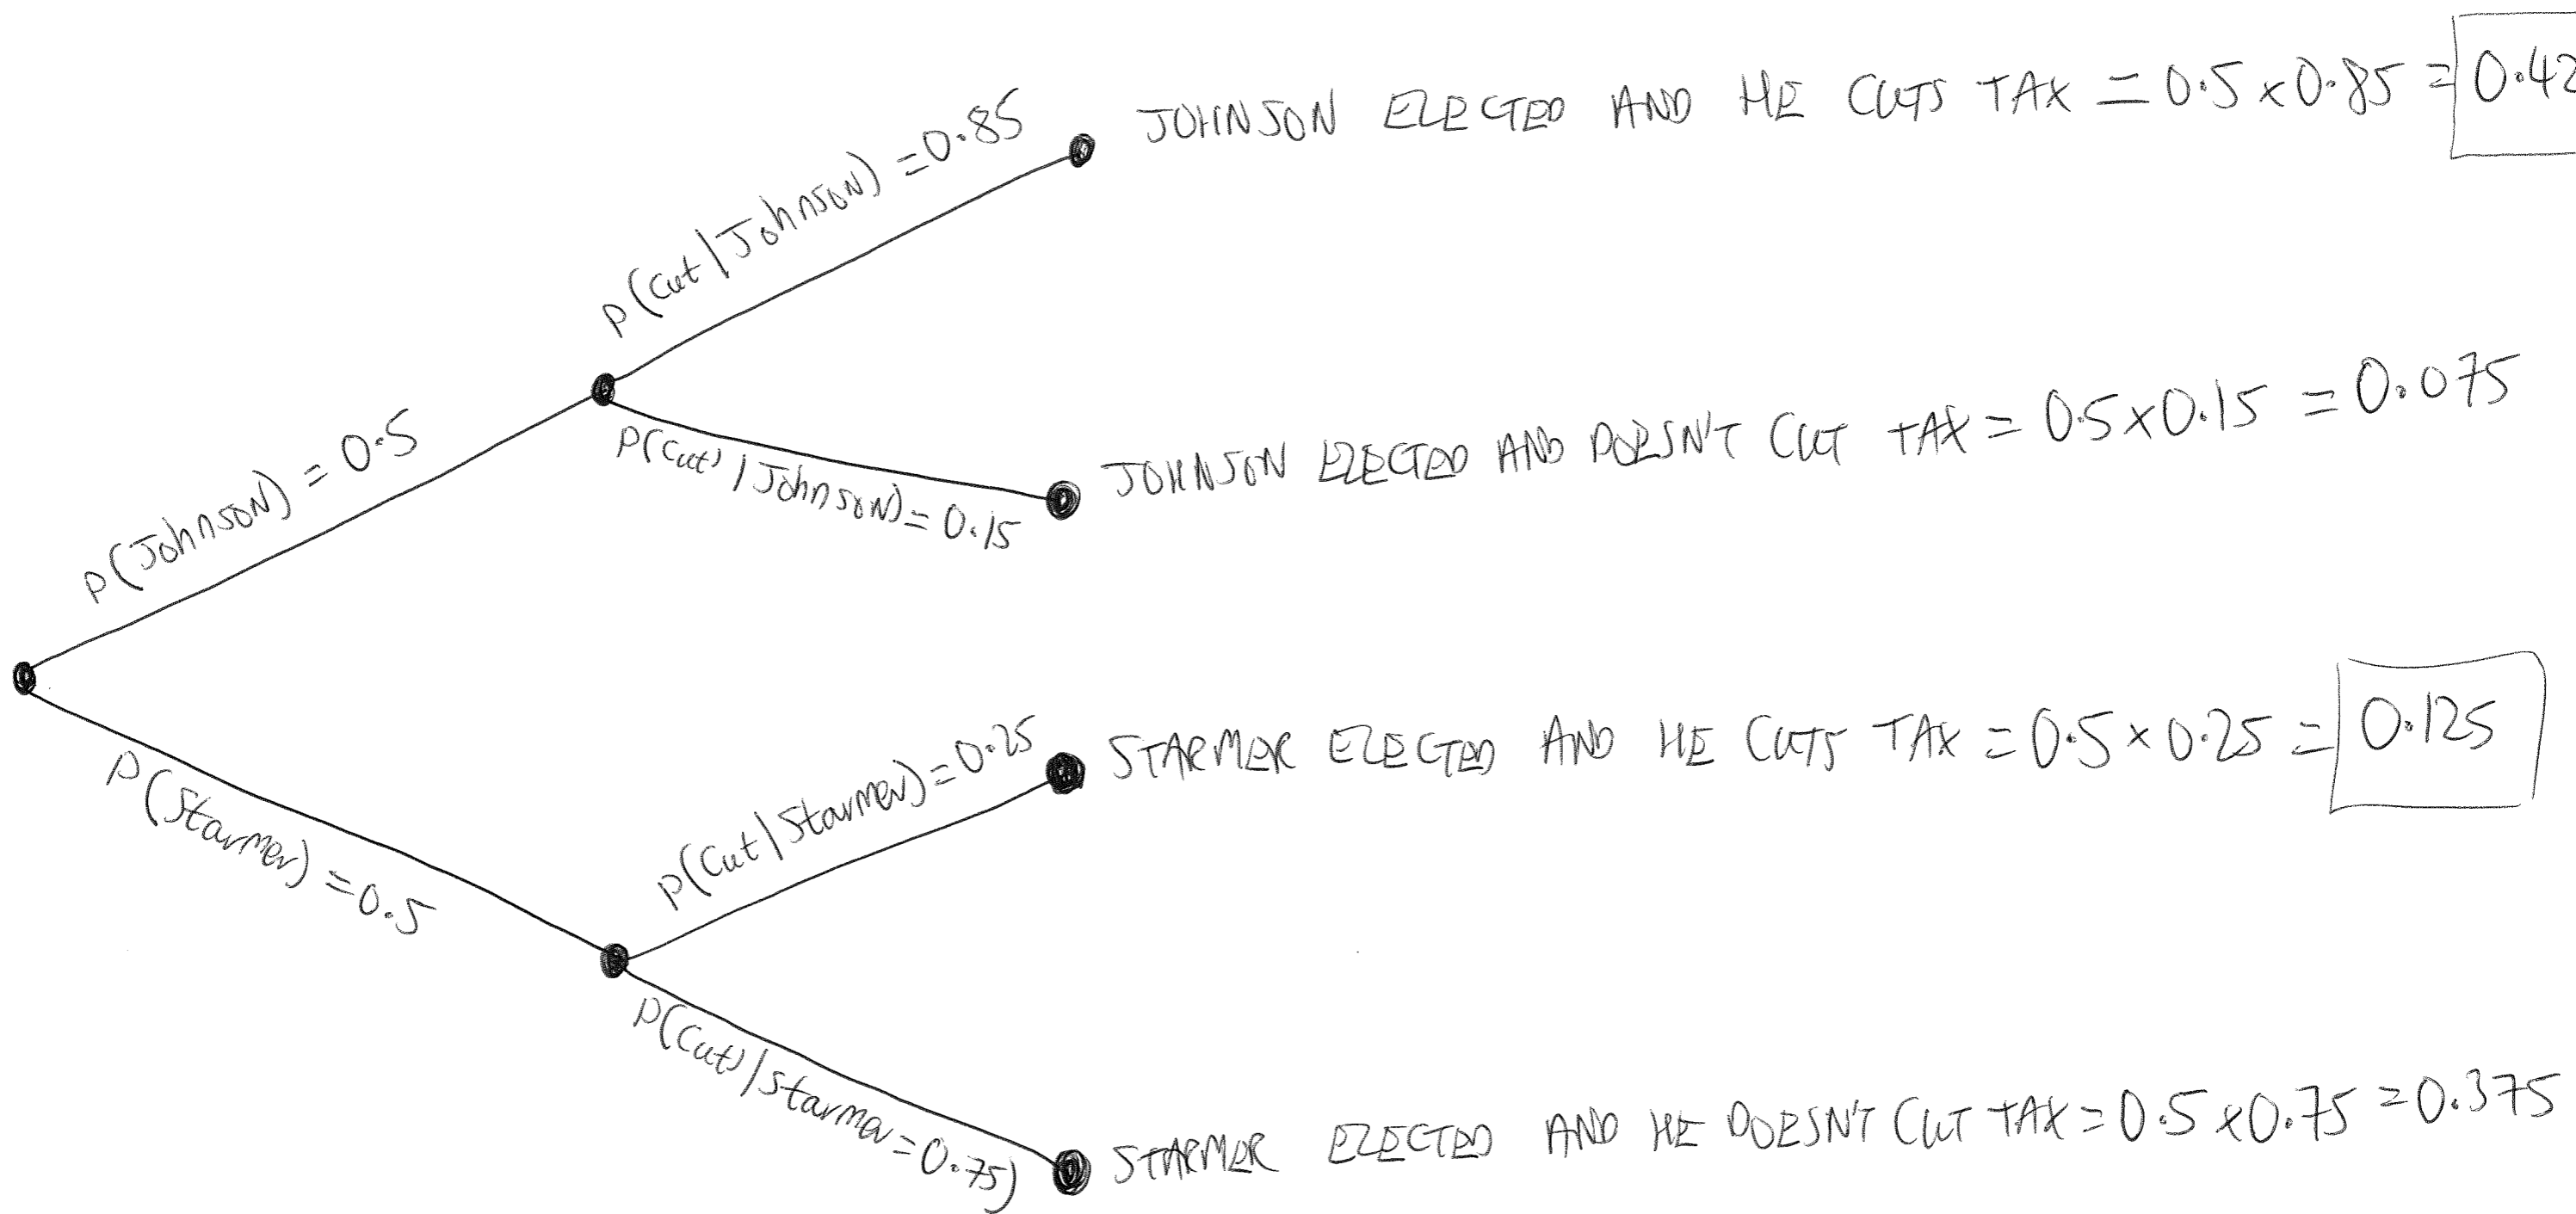 P(Cut|Johnson) = 0.85
JOHNSON ELECTED AND HE CUTS TAX = 0.5 x 0.85 = 0.42
P(Johnson) = 0.5
P(Cut'|Johnson) = 0.15
JOHNSON ELECTED AND DOESN'T CUT TAX = 0.5 x 0.15 = 0.075
P(Starmer) = 0.5
P(Cut|Starmer) = 0.25
STARMER ELECTED AND HE CUTS TAX = 0.5 x 0.25 = 0.125
P(Cut')|Starmer = 0.75)
STARMER ELECTED AND HE DOESN'T CUT TAX = 0.5 x 0.75 = 0.375